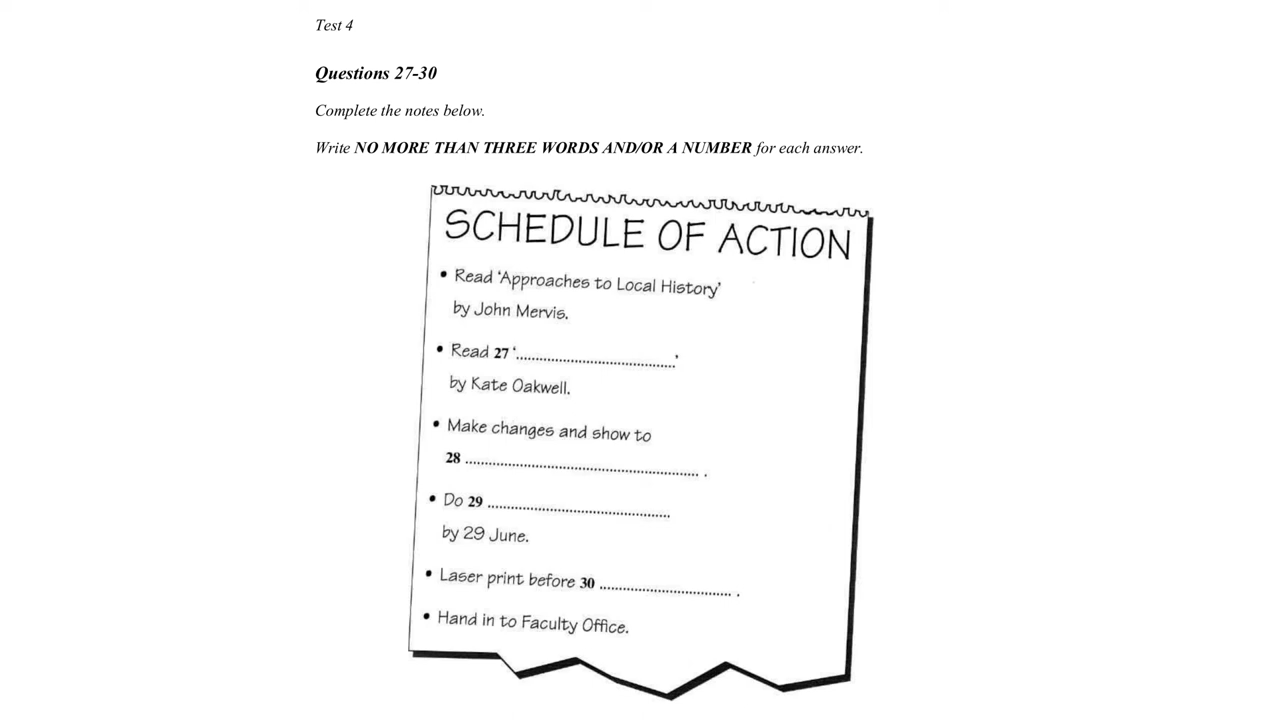 Test 4
Questions 27-30
Complete the notes below.
Write NO MORE THAN THREE WORDS AND/OR A NUMBER for each answer.
SCHEDULE OF ACTION
• Read 'Approaches to Local History'
by John Mervis.
• Read 27 '..........................................'
by Kate Oakwell.
• Make changes and show to
28 .............................................................. .
• Do 29 ................................................
by 29 June.
• Laser print before 30 ................................... .
• Hand in to Faculty Office.